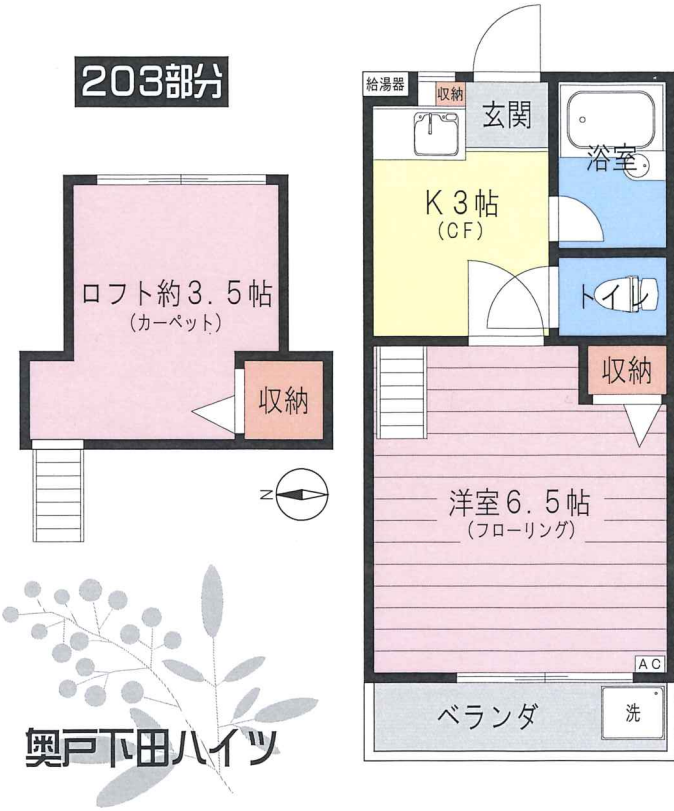 203部分
給湯器
収納
玄関
浴室
K3帖
(CF)
トイレ
ロフト約3.5帖
(カーペット)
収納
収納
N
洋室6.5帖
(フローリング)
AC
ベランダ
洗
奥戸下田ハイツ